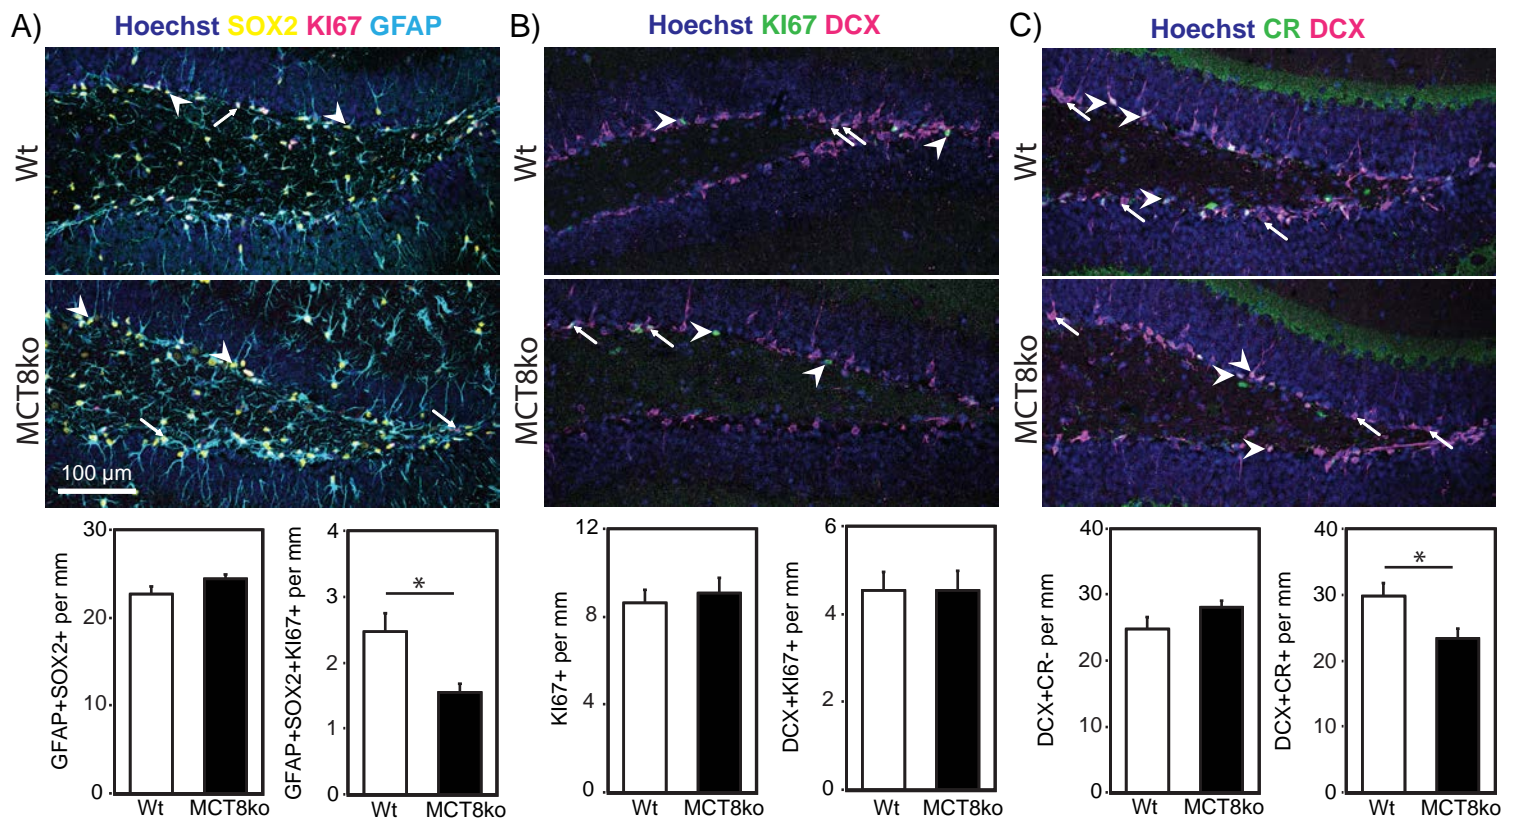 A) Hoechst SOX2 KI67 GFAP
B) Hoechst KI67 DCX
C) Hoechst CR DCX
Wt
Wt
Wt
MCT8ko
MCT8ko
MCT8ko
100 µm
GFAP+SOX2+ per mm
30
20
10
0
Wt MCT8ko
GFAP+SOX2+KI67+ per mm
4
3
2
1
0
*
Wt MCT8ko
KI67+ per mm
12
8
4
0
Wt MCT8ko
DCX+KI67+ per mm
6
4
2
0
Wt MCT8ko
DCX+CR- per mm
40
30
20
10
0
Wt MCT8ko
DCX+CR+ per mm
40
30
20
10
0
*
Wt MCT8ko